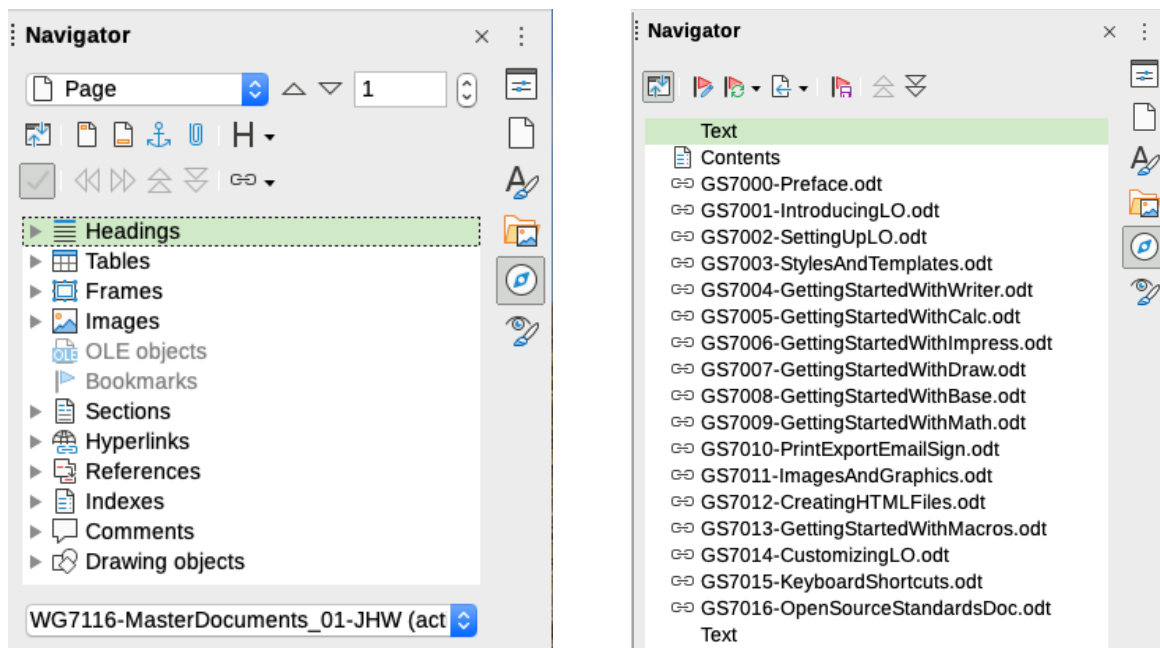 Navigator
Page
1
H
Headings
Tables
Frames
Images
OLE OLE objects
Bookmarks
Sections
Hyperlinks
References
Indexes
Comments
Drawing objects
WG7116-MasterDocuments_01-JHW (act
Navigator
Text
Contents
GS7000-Preface.odt
GS7001-IntroducingLO.odt
GS7002-SettingUpLO.odt
GS7003-StylesAndTemplates.odt
GS7004-GettingStartedWithWriter.odt
GS7005-GettingStartedWithCalc.odt
GS7006-GettingStartedWithImpress.odt
GS7007-GettingStartedWithDraw.odt
GS7008-GettingStartedWithBase.odt
GS7009-GettingStartedWithMath.odt
GS7010-PrintExportEmailSign.odt
GS7011-ImagesAndGraphics.odt
GS7012-CreatingHTMLFiles.odt
GS7013-GettingStartedWithMacros.odt
GS7014-CustomizingLO.odt
GS7015-KeyboardShortcuts.odt
GS7016-OpenSourceStandardsDoc.odt
Text